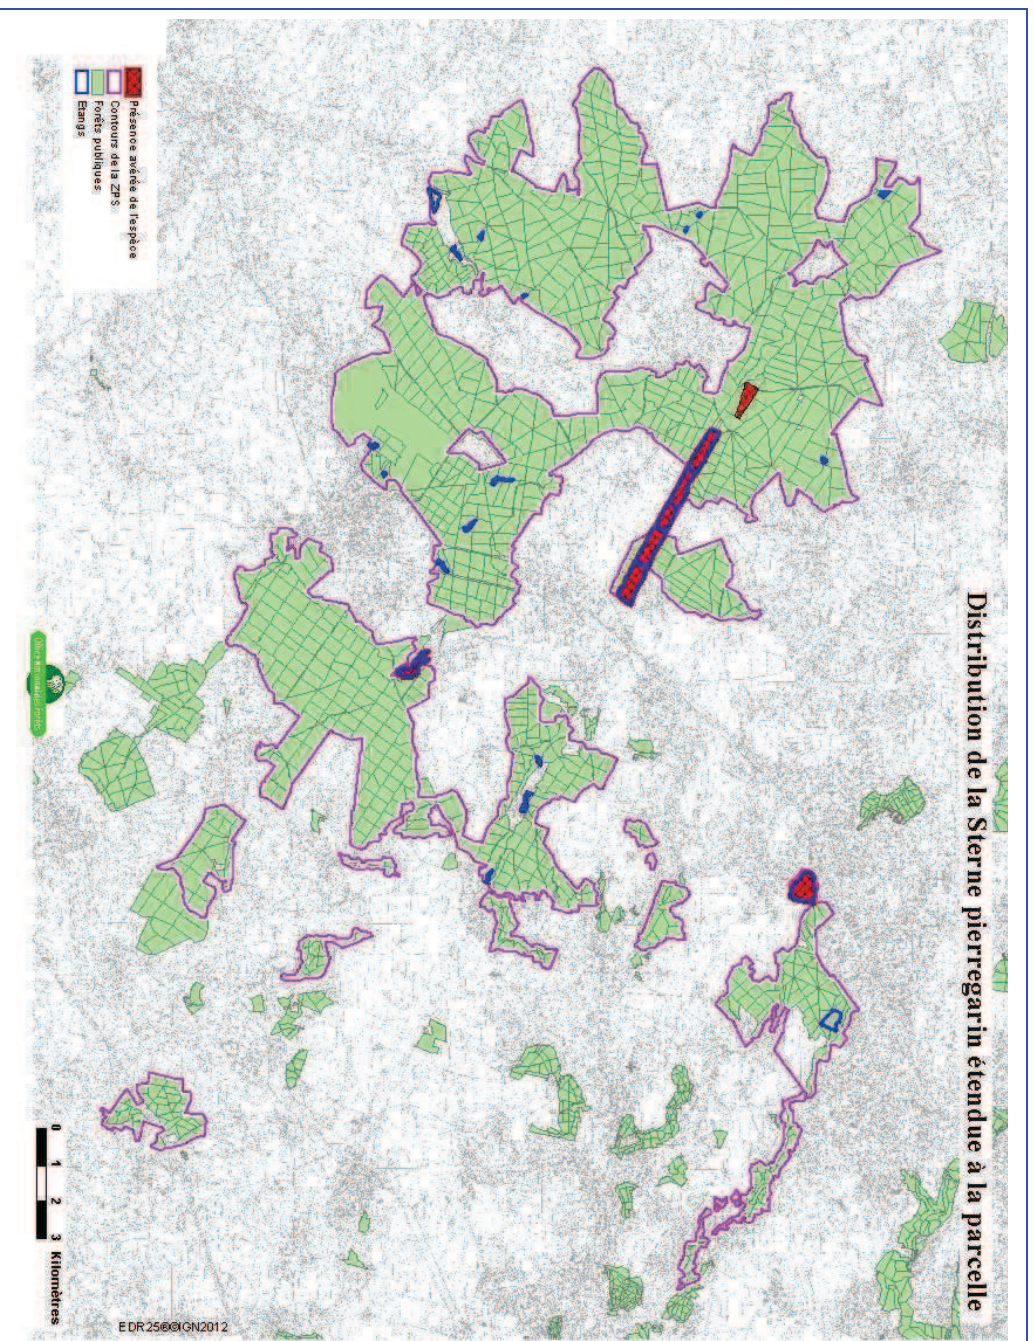 Distribution de la Sterne pierregarin étendue à la parcelle
Présence avérée de l'espèce
Contours de la ZPS
Forêts publiques
Etangs
0 1 2 3 Kilomètres
EDR25©©IGN2012